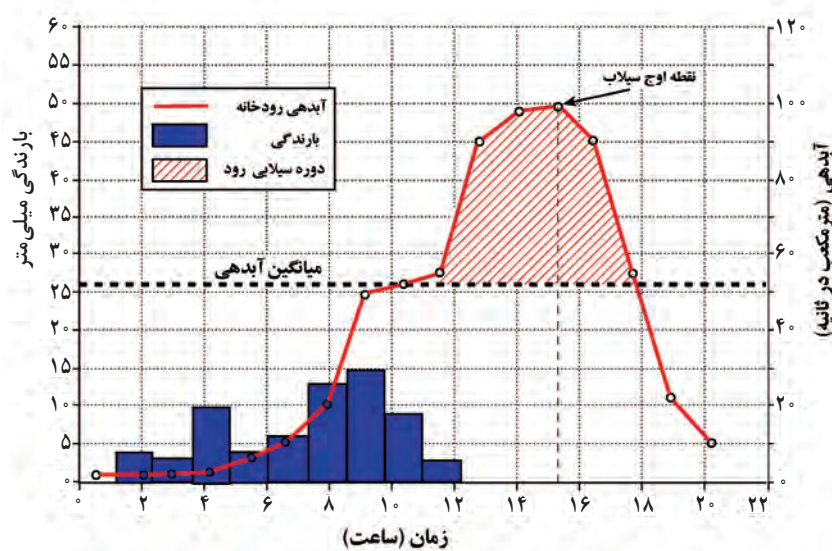 بارندگی میلی‌متر
۶۰
۵۵
۵۰
۴۵
۴۰
۳۵
۳۰
۲۵
۲۰
۱۵
۱۰
۵
۰
آبدهی رودخانه
بارندگی
دوره سیلابی رود
نقطه اوج سیلاب
میانگین آبدهی
۱۲۰
۱۰۰
۸۰
۶۰
۴۰
۲۰
۰
آبدهی (مترمکعب در ثانیه)
۰ ۲ ۴ ۶ ۸ ۱۰ ۱۲ ۱۴ ۱۶ ۱۸ ۲۰ ۲۲
زمان (ساعت)